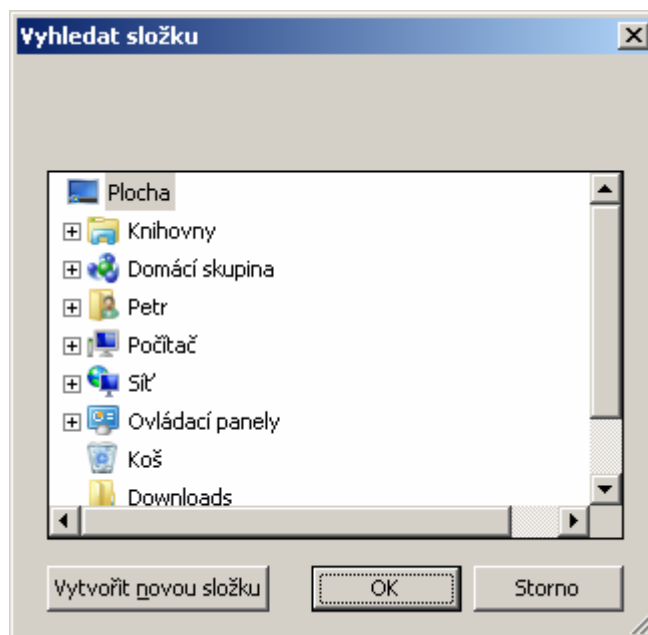 Vyhledat složku
Plocha
Knihovny
Domácí skupina
Petr
Počítač
Síť
Ovládací panely
Koš
Downloads
Vytvořit novou složku
OK
Storno